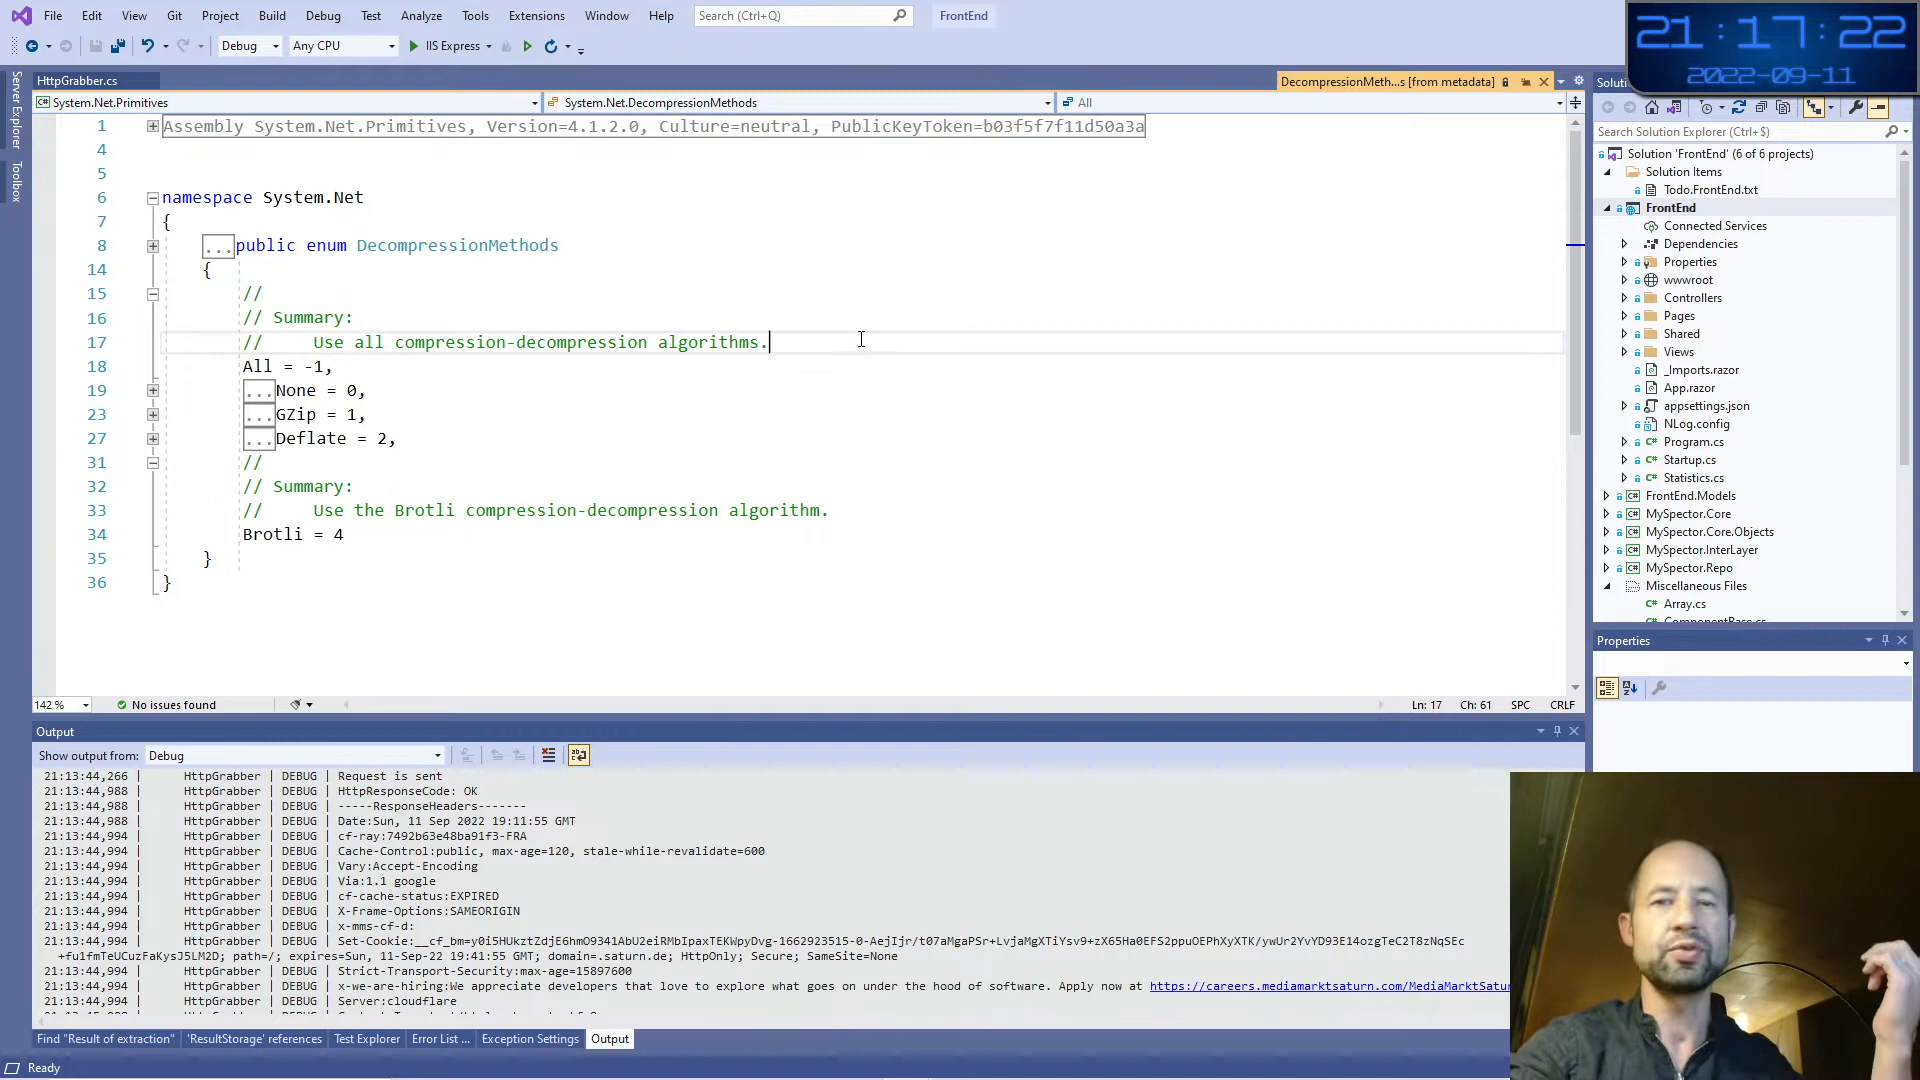 File Edit View Git Project Build Debug Test Analyze Tools Extensions Window Help Search (Ctrl+Q) FrontEnd
21:17:22
2022-09-11
Debug Any CPU IIS Express
Server Explorer
Toolbox
HttpGrabber.cs
DecompressionMeth...s [from metadata]
System.Net.Primitives
System.Net.DecompressionMethods
All
1 Assembly System.Net.Primitives, Version=4.1.2.0, Culture=neutral, PublicKeyToken=b03f5f7f11d50a3a
4
5
6 namespace System.Net
7 {
8 ...public enum DecompressionMethods
14 {
15 //
16 // Summary:
17 //     Use all compression-decompression algorithms.
18 All = -1,
19 ...None = 0,
23 ...GZip = 1,
27 ...Deflate = 2,
31 //
32 // Summary:
33 //     Use the Brotli compression-decompression algorithm.
34 Brotli = 4
35 }
36 }
142 % No issues found Ln: 17 Ch: 61 SPC CRLF
Output
Show output from: Debug
21:13:44,266 | HttpGrabber | DEBUG | Request is sent
21:13:44,988 | HttpGrabber | DEBUG | HttpResponseCode: OK
21:13:44,988 | HttpGrabber | DEBUG | -----ResponseHeaders-------
21:13:44,988 | HttpGrabber | DEBUG | Date:Sun, 11 Sep 2022 19:11:55 GMT
21:13:44,994 | HttpGrabber | DEBUG | cf-ray:7492b63e48ba91f3-FRA
21:13:44,994 | HttpGrabber | DEBUG | Cache-Control:public, max-age=120, stale-while-revalidate=600
21:13:44,994 | HttpGrabber | DEBUG | Vary:Accept-Encoding
21:13:44,994 | HttpGrabber | DEBUG | Via:1.1 google
21:13:44,994 | HttpGrabber | DEBUG | cf-cache-status:EXPIRED
21:13:44,994 | HttpGrabber | DEBUG | X-Frame-Options:SAMEORIGIN
21:13:44,994 | HttpGrabber | DEBUG | x-mms-cf-d:
21:13:44,994 | HttpGrabber | DEBUG | Set-Cookie:__cf_bm=y0i5HUkztZdjE6hmO9341AbU2eiRMbIpaxTEKWpyDvg-1662923515-0-AejIjr/t07aMgaPSr+LvjaMgXTiYsv9+zX65Ha0EFS2ppuOEPhXyXTK/ywUr2YvYD93E14ozgTeC2T8zNqSEc
+fu1fmTeUCuzFaKysJ5LM2D; path=/; expires=Sun, 11-Sep-22 19:41:55 GMT; domain=.saturn.de; HttpOnly; Secure; SameSite=None
21:13:44,994 | HttpGrabber | DEBUG | Strict-Transport-Security:max-age=15897600
21:13:44,994 | HttpGrabber | DEBUG | x-we-are-hiring:We appreciate developers that love to explore what goes on under the hood of software. Apply now at https://careers.mediamarktsaturn.com/MediaMarktSatur
21:13:44,994 | HttpGrabber | DEBUG | Server:cloudflare
Find "Result of extraction" 'ResultStorage' references Test Explorer Error List ... Exception Settings Output
Ready
Solut
Search Solution Explorer (Ctrl+$)
Solution 'FrontEnd' (6 of 6 projects)
Solution Items
Todo.FrontEnd.txt
FrontEnd
Connected Services
Dependencies
Properties
wwwroot
Controllers
Pages
Shared
Views
_Imports.razor
App.razor
appsettings.json
NLog.config
Program.cs
Startup.cs
Statistics.cs
FrontEnd.Models
MySpector.Core
MySpector.Core.Objects
MySpector.InterLayer
MySpector.Repo
Miscellaneous Files
Array.cs
ComponentBase.cs
Properties